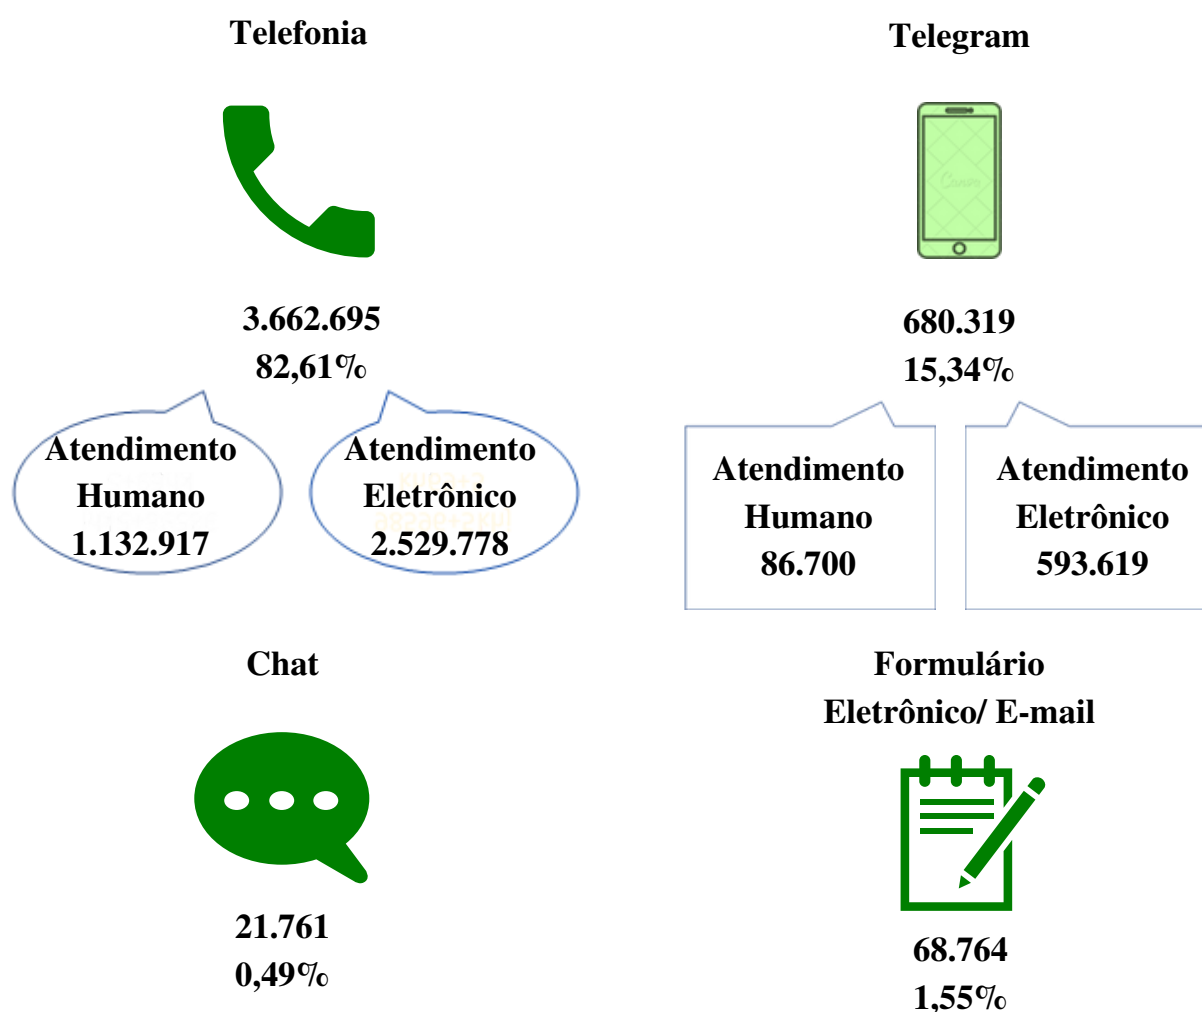 Telefonia
3.662.695
82,61%
Atendimento
Humano
1.132.917
Atendimento
Eletrônico
2.529.778
Telegram
Canva
680.319
15,34%
Atendimento
Humano
86.700
Atendimento
Eletrônico
593.619
Chat
21.761
0,49%
Formulário
Eletrônico/ E-mail
68.764
1,55%